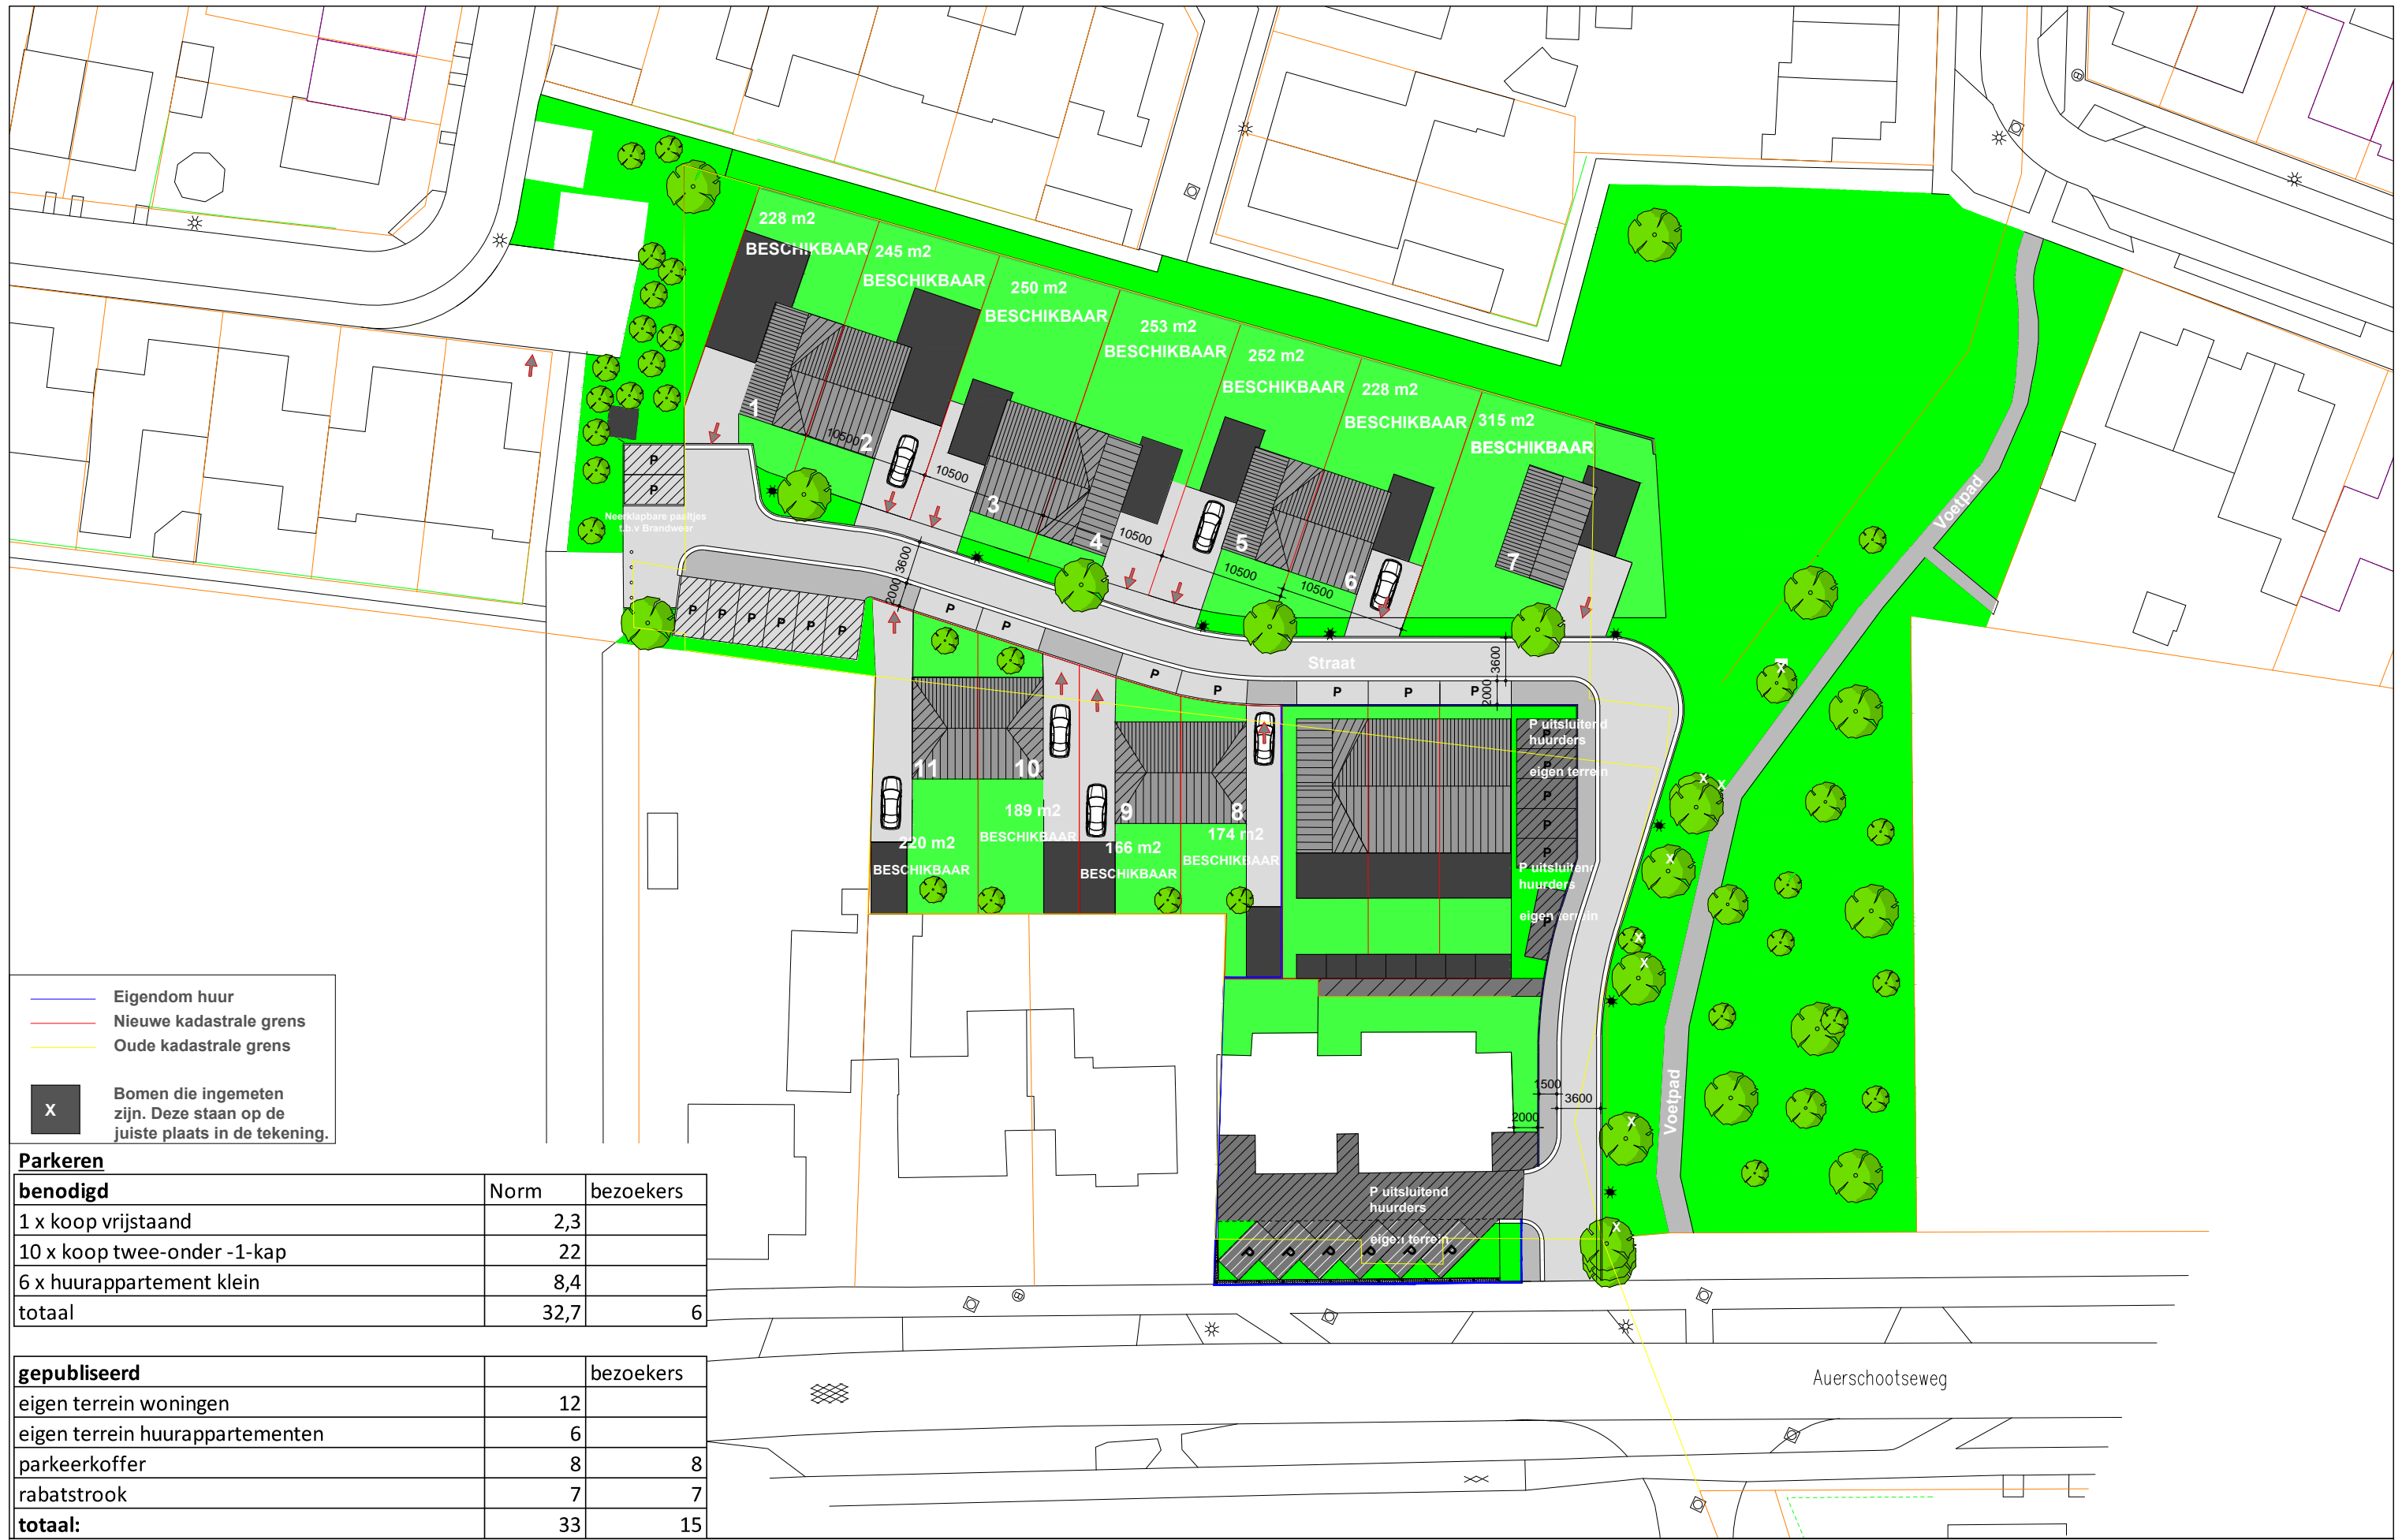 228 m2
BESCHIKBAAR
245 m2
BESCHIKBAAR
250 m2
BESCHIKBAAR
253 m2
BESCHIKBAAR
252 m2
BESCHIKBAAR
228 m2
BESCHIKBAAR
315 m2
BESCHIKBAAR
1
2
3
4
5
6
7
10500
10500
10500
10500
10500
P
P
Neerklapbare paaltjes
t.b.v Brandweer
P
P
P
P
P
P
2000
3600
P
P
P
P
Straat
P
P
P
3600
2000
Voetpad
11
10
9
8
189 m2
BESCHIKBAAR
220 m2
BESCHIKBAAR
166 m2
BESCHIKBAAR
174 m2
BESCHIKBAAR
P uitsluitend
huurders
eigen terrein
P
P
P
P
P
P uitsluitend
huurders
eigen terrein
P
X
X
X
X
X
X
X
X
1500
3600
2000
Voetpad
P uitsluitend
huurders
eigen terrein
P
P
P
P
P
P
Auerschootseweg
Eigendom huur
Nieuwe kadastrale grens
Oude kadastrale grens
X
Bomen die ingemeten
zijn. Deze staan op de
juiste plaats in de tekening.
Parkeren
benodigd Norm bezoekers
1 x koop vrijstaand 2,3
10 x koop twee-onder -1-kap 22
6 x huurappartement klein 8,4
totaal 32,7 6
gepubliseerd bezoekers
eigen terrein woningen 12
eigen terrein huurappartementen 6
parkeerkoffer 8 8
rabatstrook 7 7
totaal: 33 15